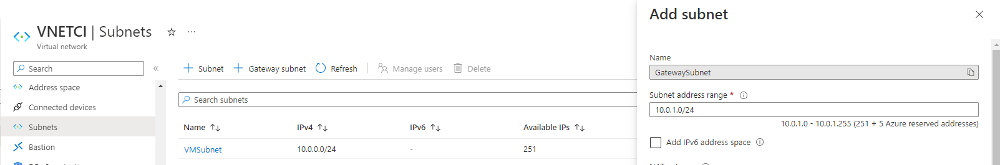 VNETCI | Subnets
Virtual network
Search
Address space
Connected devices
Subnets
Bastion
Subnet
Gateway subnet
Refresh
Manage users
Delete
Search subnets
Name IPv4 IPv6 Available IPs
VMSubnet 10.0.0.0/24 - 251
Add subnet
Name
GatewaySubnet
Subnet address range *
10.0.1.0/24
10.0.1.0 - 10.0.1.255 (251 + 5 Azure reserved addresses)
Add IPv6 address space